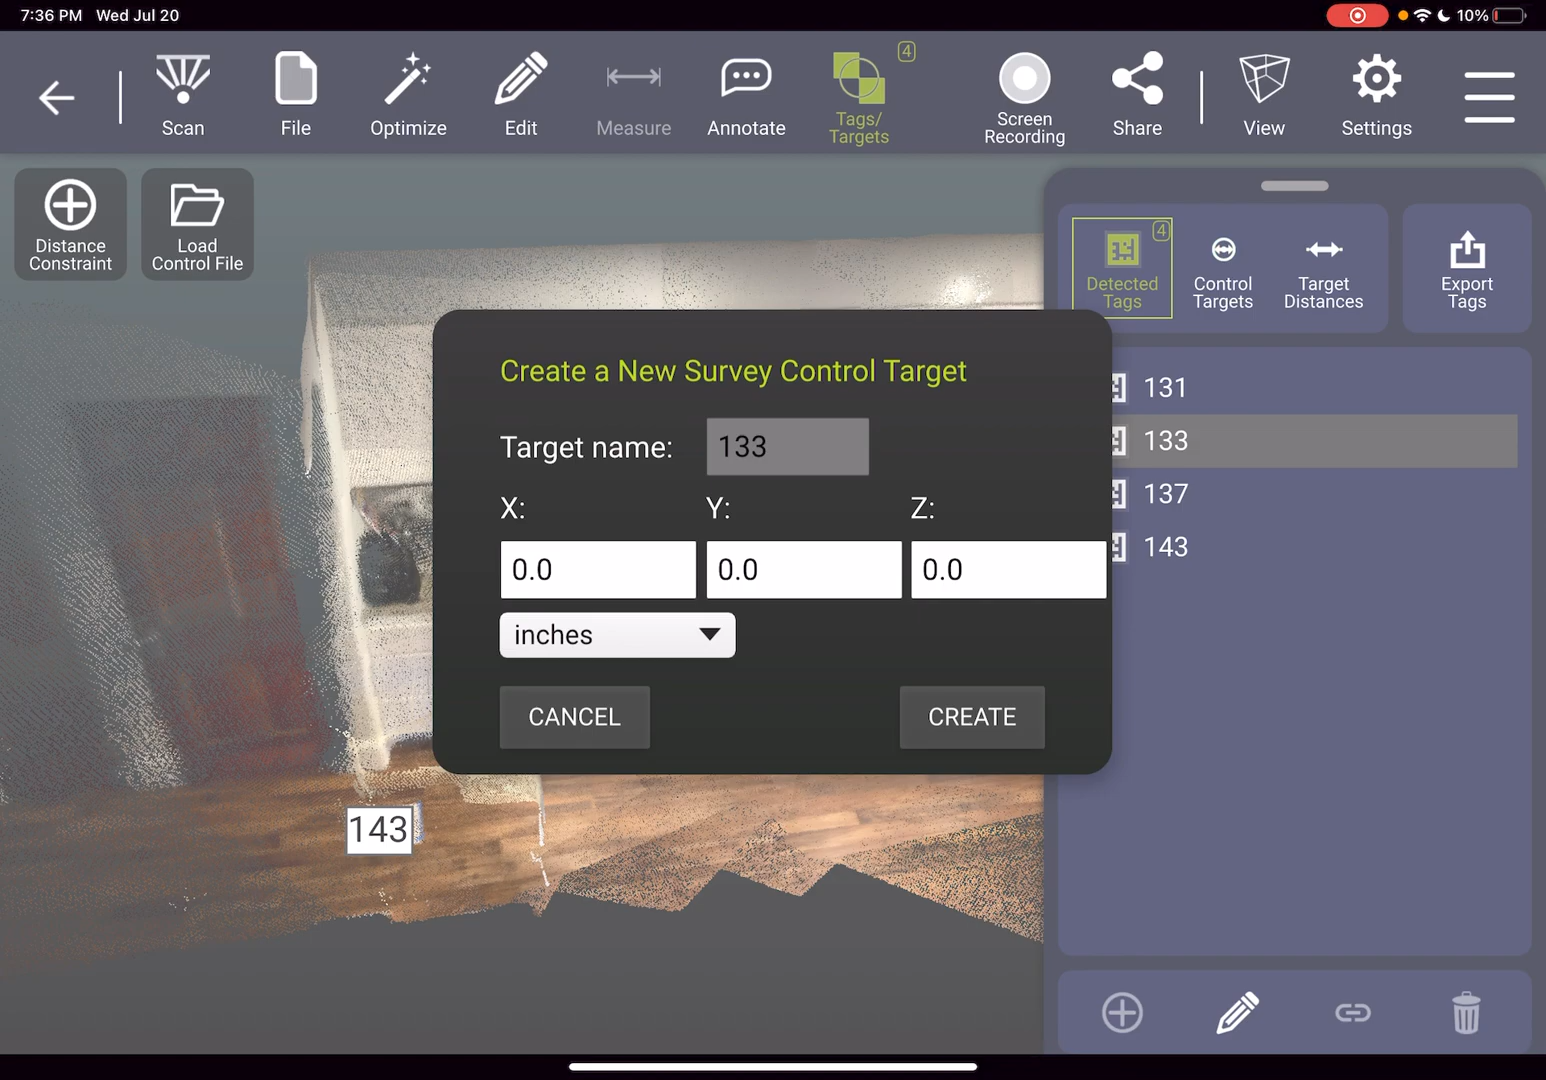 7:36 PM Wed Jul 20
10%
Scan
File
Optimize
Edit
Measure
Annotate
Tags/
Targets
4
Screen
Recording
Share
View
Settings
Distance
Constraint
Load
Control File
Detected
Tags
4
Control
Targets
Target
Distances
Export
Tags
131
133
137
143
Create a New Survey Control Target
Target name: 133
X: Y: Z:
0.0 0.0 0.0
inches
CANCEL CREATE
143